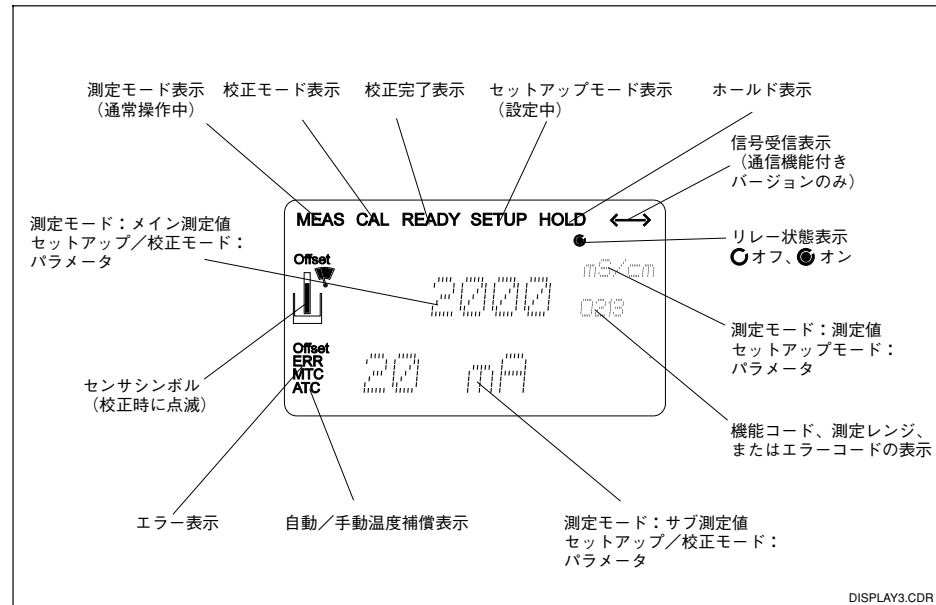 測定モード表示
（通常操作中）
校正モード表示
校正完了表示
セットアップモード表示
（設定中）
ホールド表示
信号受信表示
（通信機能付き
バージョンのみ）
測定モード：メイン測定値
セットアップ／校正モード：
パラメータ
MEAS CAL READY SETUP HOLD
リレー状態表示
オフ、オン
Offset
2000
mS/cm
0213
測定モード：測定値
セットアップモード：
パラメータ
Offset
ERR
MTC
ATC
20 mA
センサシンボル
（校正時に点滅）
機能コード、測定レンジ、
またはエラーコードの表示
エラー表示
自動／手動温度補償表示
測定モード：サブ測定値
セットアップ／校正モード：
パラメータ
DISPLAY3.CDR